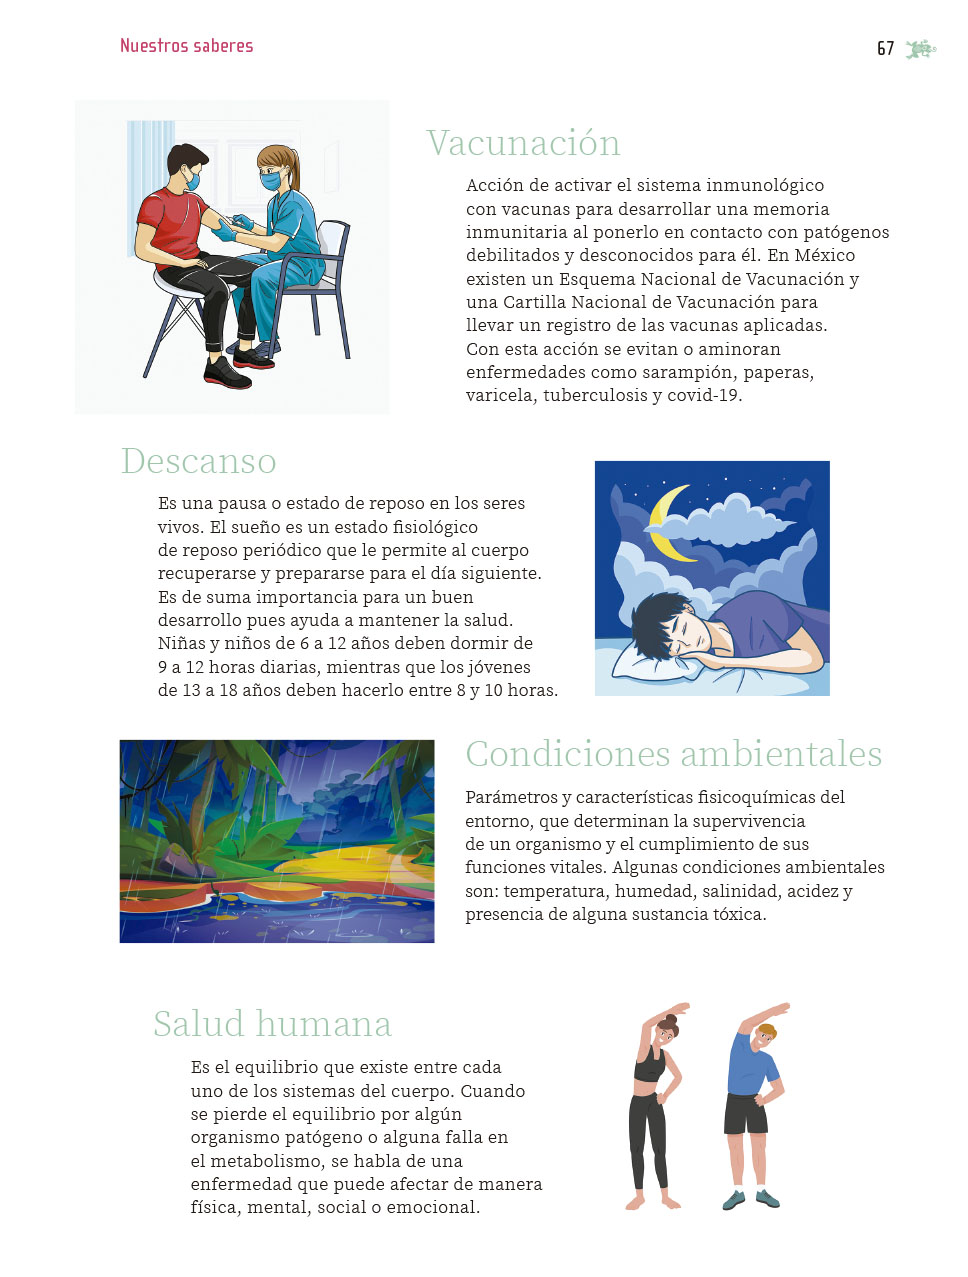 Nuestros saberes
67
Vacunación
Acción de activar el sistema inmunológico
con vacunas para desarrollar una memoria
inmunitaria al ponerlo en contacto con patógenos
debilitados y desconocidos para él. En México
existen un Esquema Nacional de Vacunación y
una Cartilla Nacional de Vacunación para
llevar un registro de las vacunas aplicadas.
Con esta acción se evitan o aminoran
enfermedades como sarampión, paperas,
varicela, tuberculosis y covid-19.
Descanso
Es una pausa o estado de reposo en los seres
vivos. El sueño es un estado fisiológico
de reposo periódico que le permite al cuerpo
recuperarse y prepararse para el día siguiente.
Es de suma importancia para un buen
desarrollo pues ayuda a mantener la salud.
Niñas y niños de 6 a 12 años deben dormir de
9 a 12 horas diarias, mientras que los jóvenes
de 13 a 18 años deben hacerlo entre 8 y 10 horas.
Condiciones ambientales
Parámetros y características fisicoquímicas del
entorno, que determinan la supervivencia
de un organismo y el cumplimiento de sus
funciones vitales. Algunas condiciones ambientales
son: temperatura, humedad, salinidad, acidez y
presencia de alguna sustancia tóxica.
Salud humana
Es el equilibrio que existe entre cada
uno de los sistemas del cuerpo. Cuando
se pierde el equilibrio por algún
organismo patógeno o alguna falla en
el metabolismo, se habla de una
enfermedad que puede afectar de manera
física, mental, social o emocional.